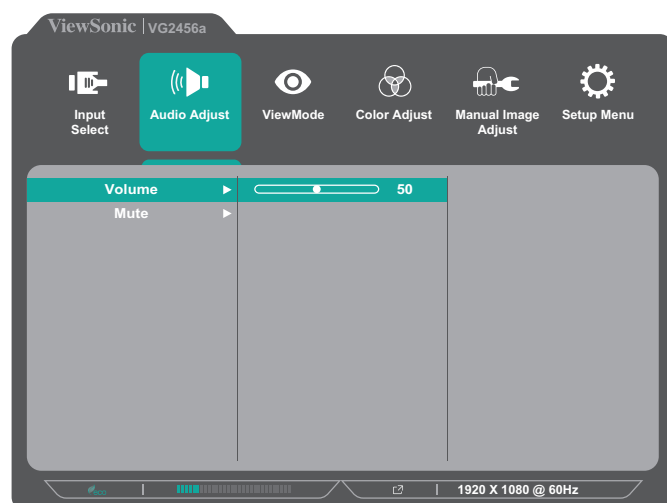 ViewSonic VG2456a
Input Select
Audio Adjust
ViewMode
Color Adjust
Manual Image Adjust
Setup Menu
Volume
50
Mute
eco
1920 X 1080 @ 60Hz